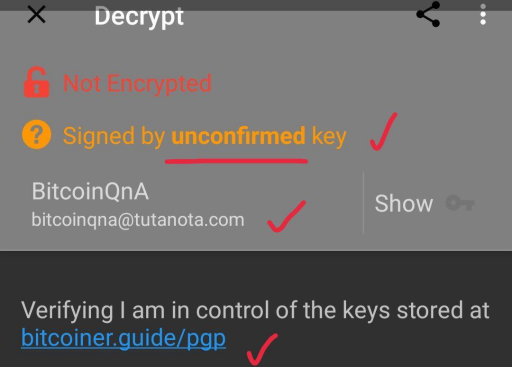 Decrypt
Not Encrypted
Signed by unconfirmed key
BitcoinQnA
bitcoinqna@tutanota.com
Show
Verifying I am in control of the keys stored at
bitcoiner.guide/pgp